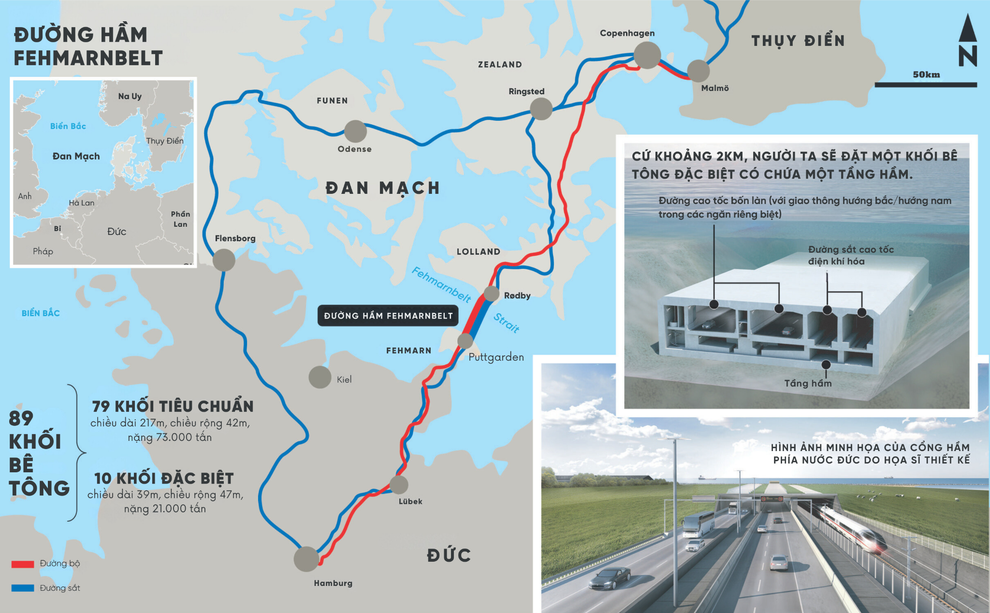 ĐƯỜNG HẦM
FEHMARNBELT
Na Uy
Biển Bắc
Thụy Điển
Đan Mạch
Anh
Hà Lan
Bỉ
Đức
Phần
Lan
Pháp
BIỂN BẮC
Copenhagen
THỤY ĐIỂN
N
50km
Malmö
ZEALAND
Ringsted
FUNEN
Odense
ĐAN MẠCH
Flensborg
LOLLAND
Fehmarnbelt
Strait
Rødby
ĐƯỜNG HẦM FEHMARNBELT
FEHMARN
Puttgarden
Kiel
Lübek
ĐỨC
Hamburg
CỨ KHOẢNG 2KM, NGƯỜI TA SẼ ĐẶT MỘT KHỐI BÊ
TÔNG ĐẶC BIỆT CÓ CHỨA MỘT TẦNG HẦM.
Đường cao tốc bốn làn (với giao thông hướng bắc/hướng nam
trong các ngăn riêng biệt)
Đường sắt cao tốc
điện khí hóa
Tầng hầm
89
KHỐI
BÊ
TÔNG
79 KHỐI TIÊU CHUẨN
chiều dài 217m, chiều rộng 42m,
nặng 73.000 tấn
10 KHỐI ĐẶC BIỆT
chiều dài 39m, chiều rộng 47m,
nặng 21.000 tấn
Đường bộ
Đường sắt
HÌNH ẢNH MINH HỌA CỦA CỔNG HẦM
PHÍA NƯỚC ĐỨC DO HỌA SĨ THIẾT KẾ